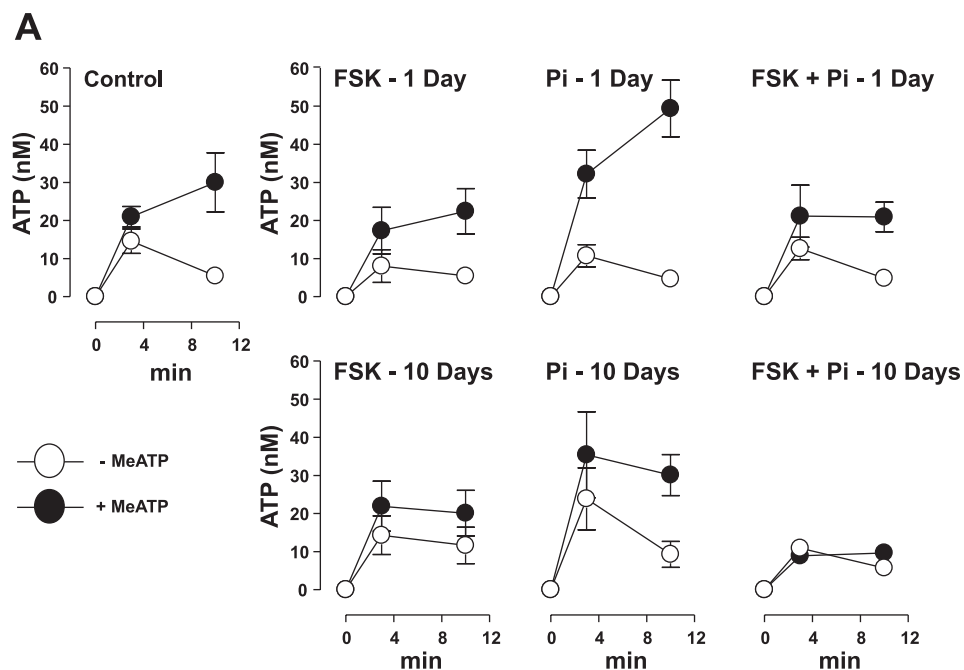 A
Control
ATP (nM)
60
50
40
30
20
10
0
0 4 8 12
min
FSK - 1 Day
60
50
40
30
20
10
0
Pi - 1 Day
FSK + Pi - 1 Day
FSK - 10 Days
ATP (nM)
60
50
40
30
20
10
0
0 4 8 12
min
Pi - 10 Days
0 4 8 12
min
FSK + Pi - 10 Days
0 4 8 12
min
- MeATP
+ MeATP